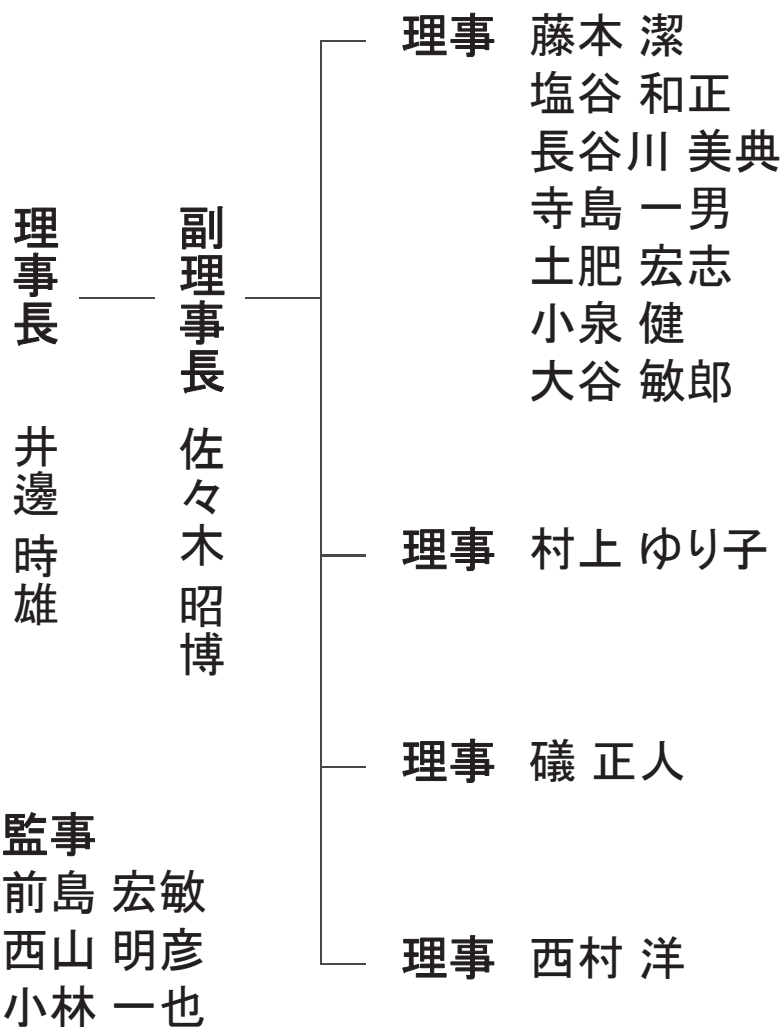 理事長 井邊 時雄
副理事長 佐々木 昭博
理事 藤本 潔
塩谷 和正
長谷川 美典
寺島 一男
土肥 宏志
小泉 健
大谷 敏郎
理事 村上 ゆり子
理事 礒 正人
理事 西村 洋
監事
前島 宏敏
西山 明彦
小林 一也